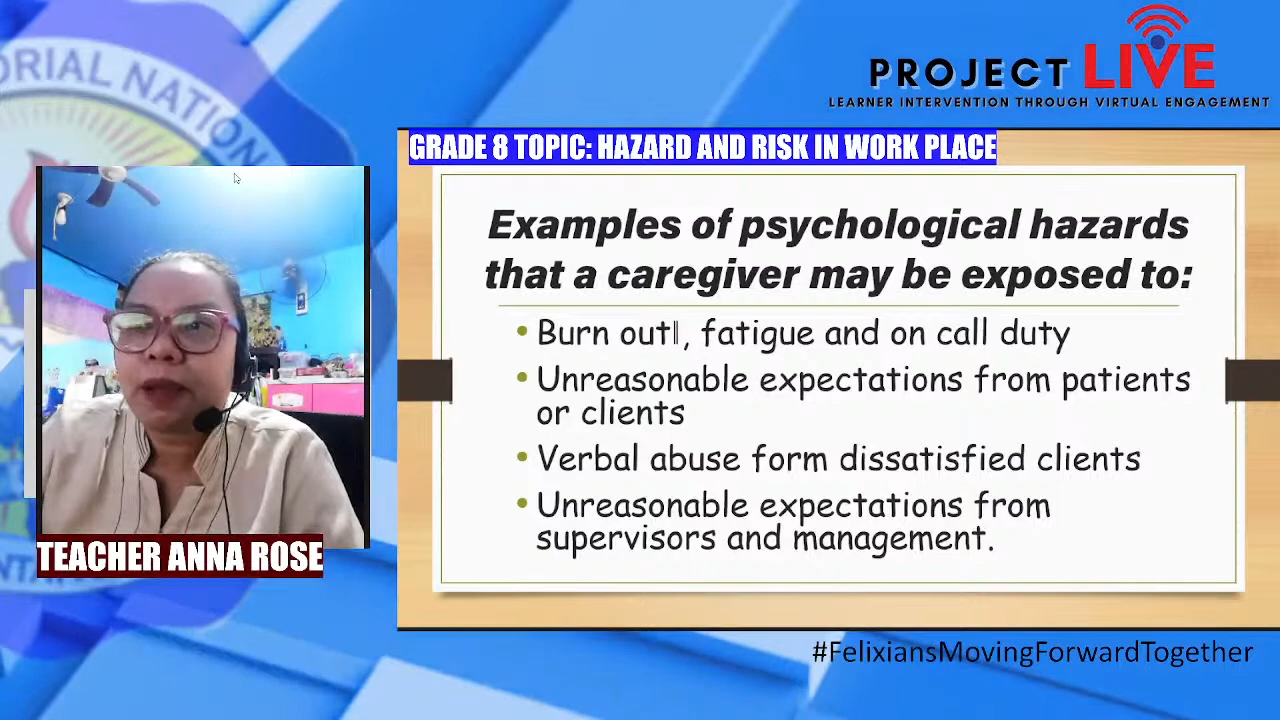 PROJECT LIVE
LEARNER INTERVENTION THROUGH VIRTUAL ENGAGEMENT
ORIAL NATION
GRADE 8 TOPIC: HAZARD AND RISK IN WORK PLACE
Examples of psychological hazards
that a caregiver may be exposed to:
• Burn out, fatigue and on call duty
• Unreasonable expectations from patients
or clients
• Verbal abuse form dissatisfied clients
• Unreasonable expectations from
supervisors and management.
TEACHER ANNA ROSE
#FelixiansMovingForwardTogether